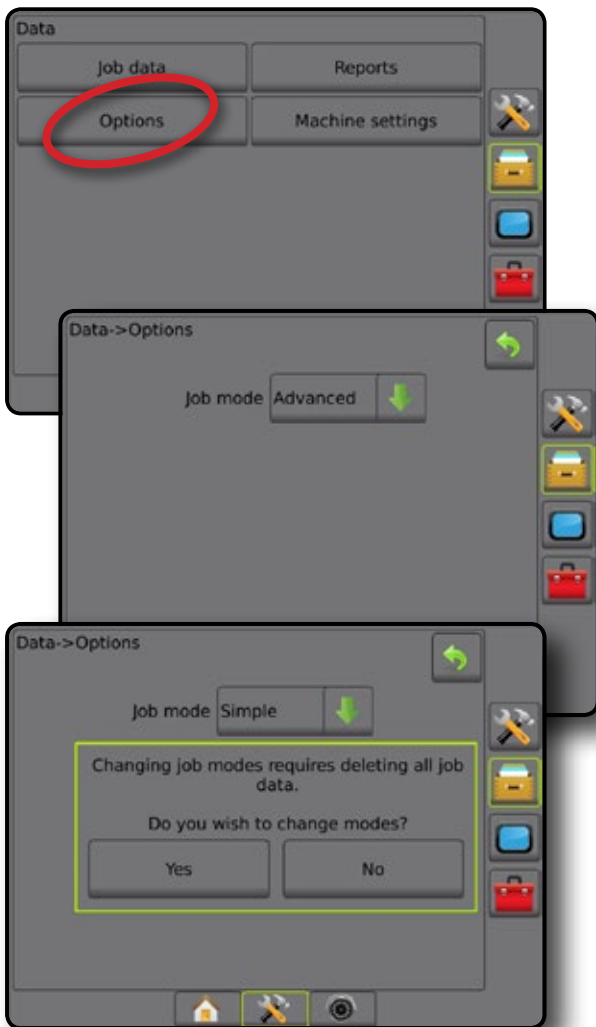 Data
Job data Reports
Options Machine settings
Data->Options
Job mode Advanced
Data->Options
Job mode Simple
Changing job modes requires deleting all job
data.
Do you wish to change modes?
Yes No